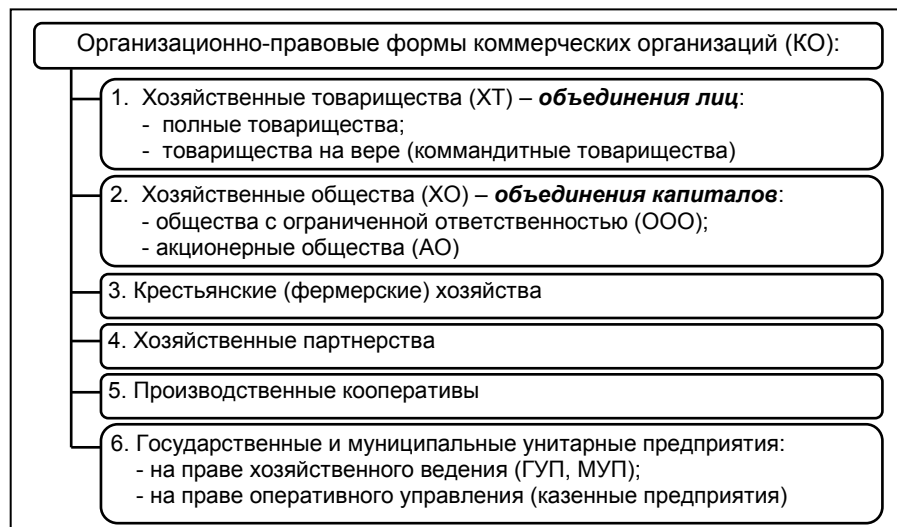 Организационно-правовые формы коммерческих организаций (КО):
1. Хозяйственные товарищества (ХТ) – объединения лиц:
- полные товарищества;
- товарищества на вере (коммандитные товарищества)
2. Хозяйственные общества (ХО) – объединения капиталов:
- общества с ограниченной ответственностью (ООО);
- акционерные общества (АО)
3. Крестьянские (фермерские) хозяйства
4. Хозяйственные партнерства
5. Производственные кооперативы
6. Государственные и муниципальные унитарные предприятия:
- на праве хозяйственного ведения (ГУП, МУП);
- на праве оперативного управления (казенные предприятия)